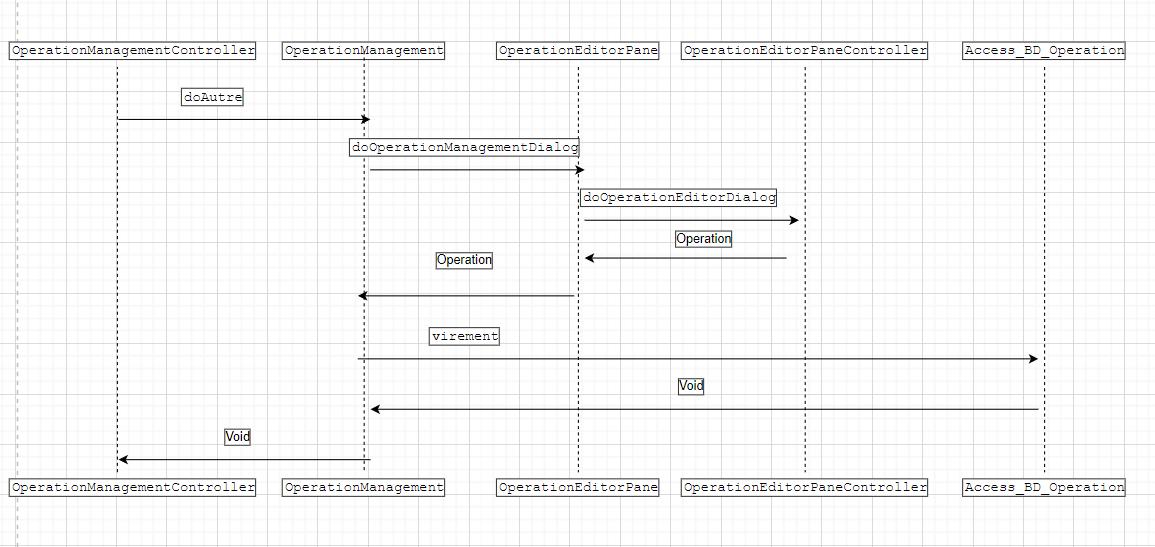 OperationManagementController
OperationManagement
OperationEditorPane
OperationEditorPaneController
Access_BD_Operation
doAutre
doOperationManagementDialog
doOperationEditorDialog
Operation
Operation
virement
Void
Void
OperationManagementController
OperationManagement
OperationEditorPane
OperationEditorPaneController
Access_BD_Operation